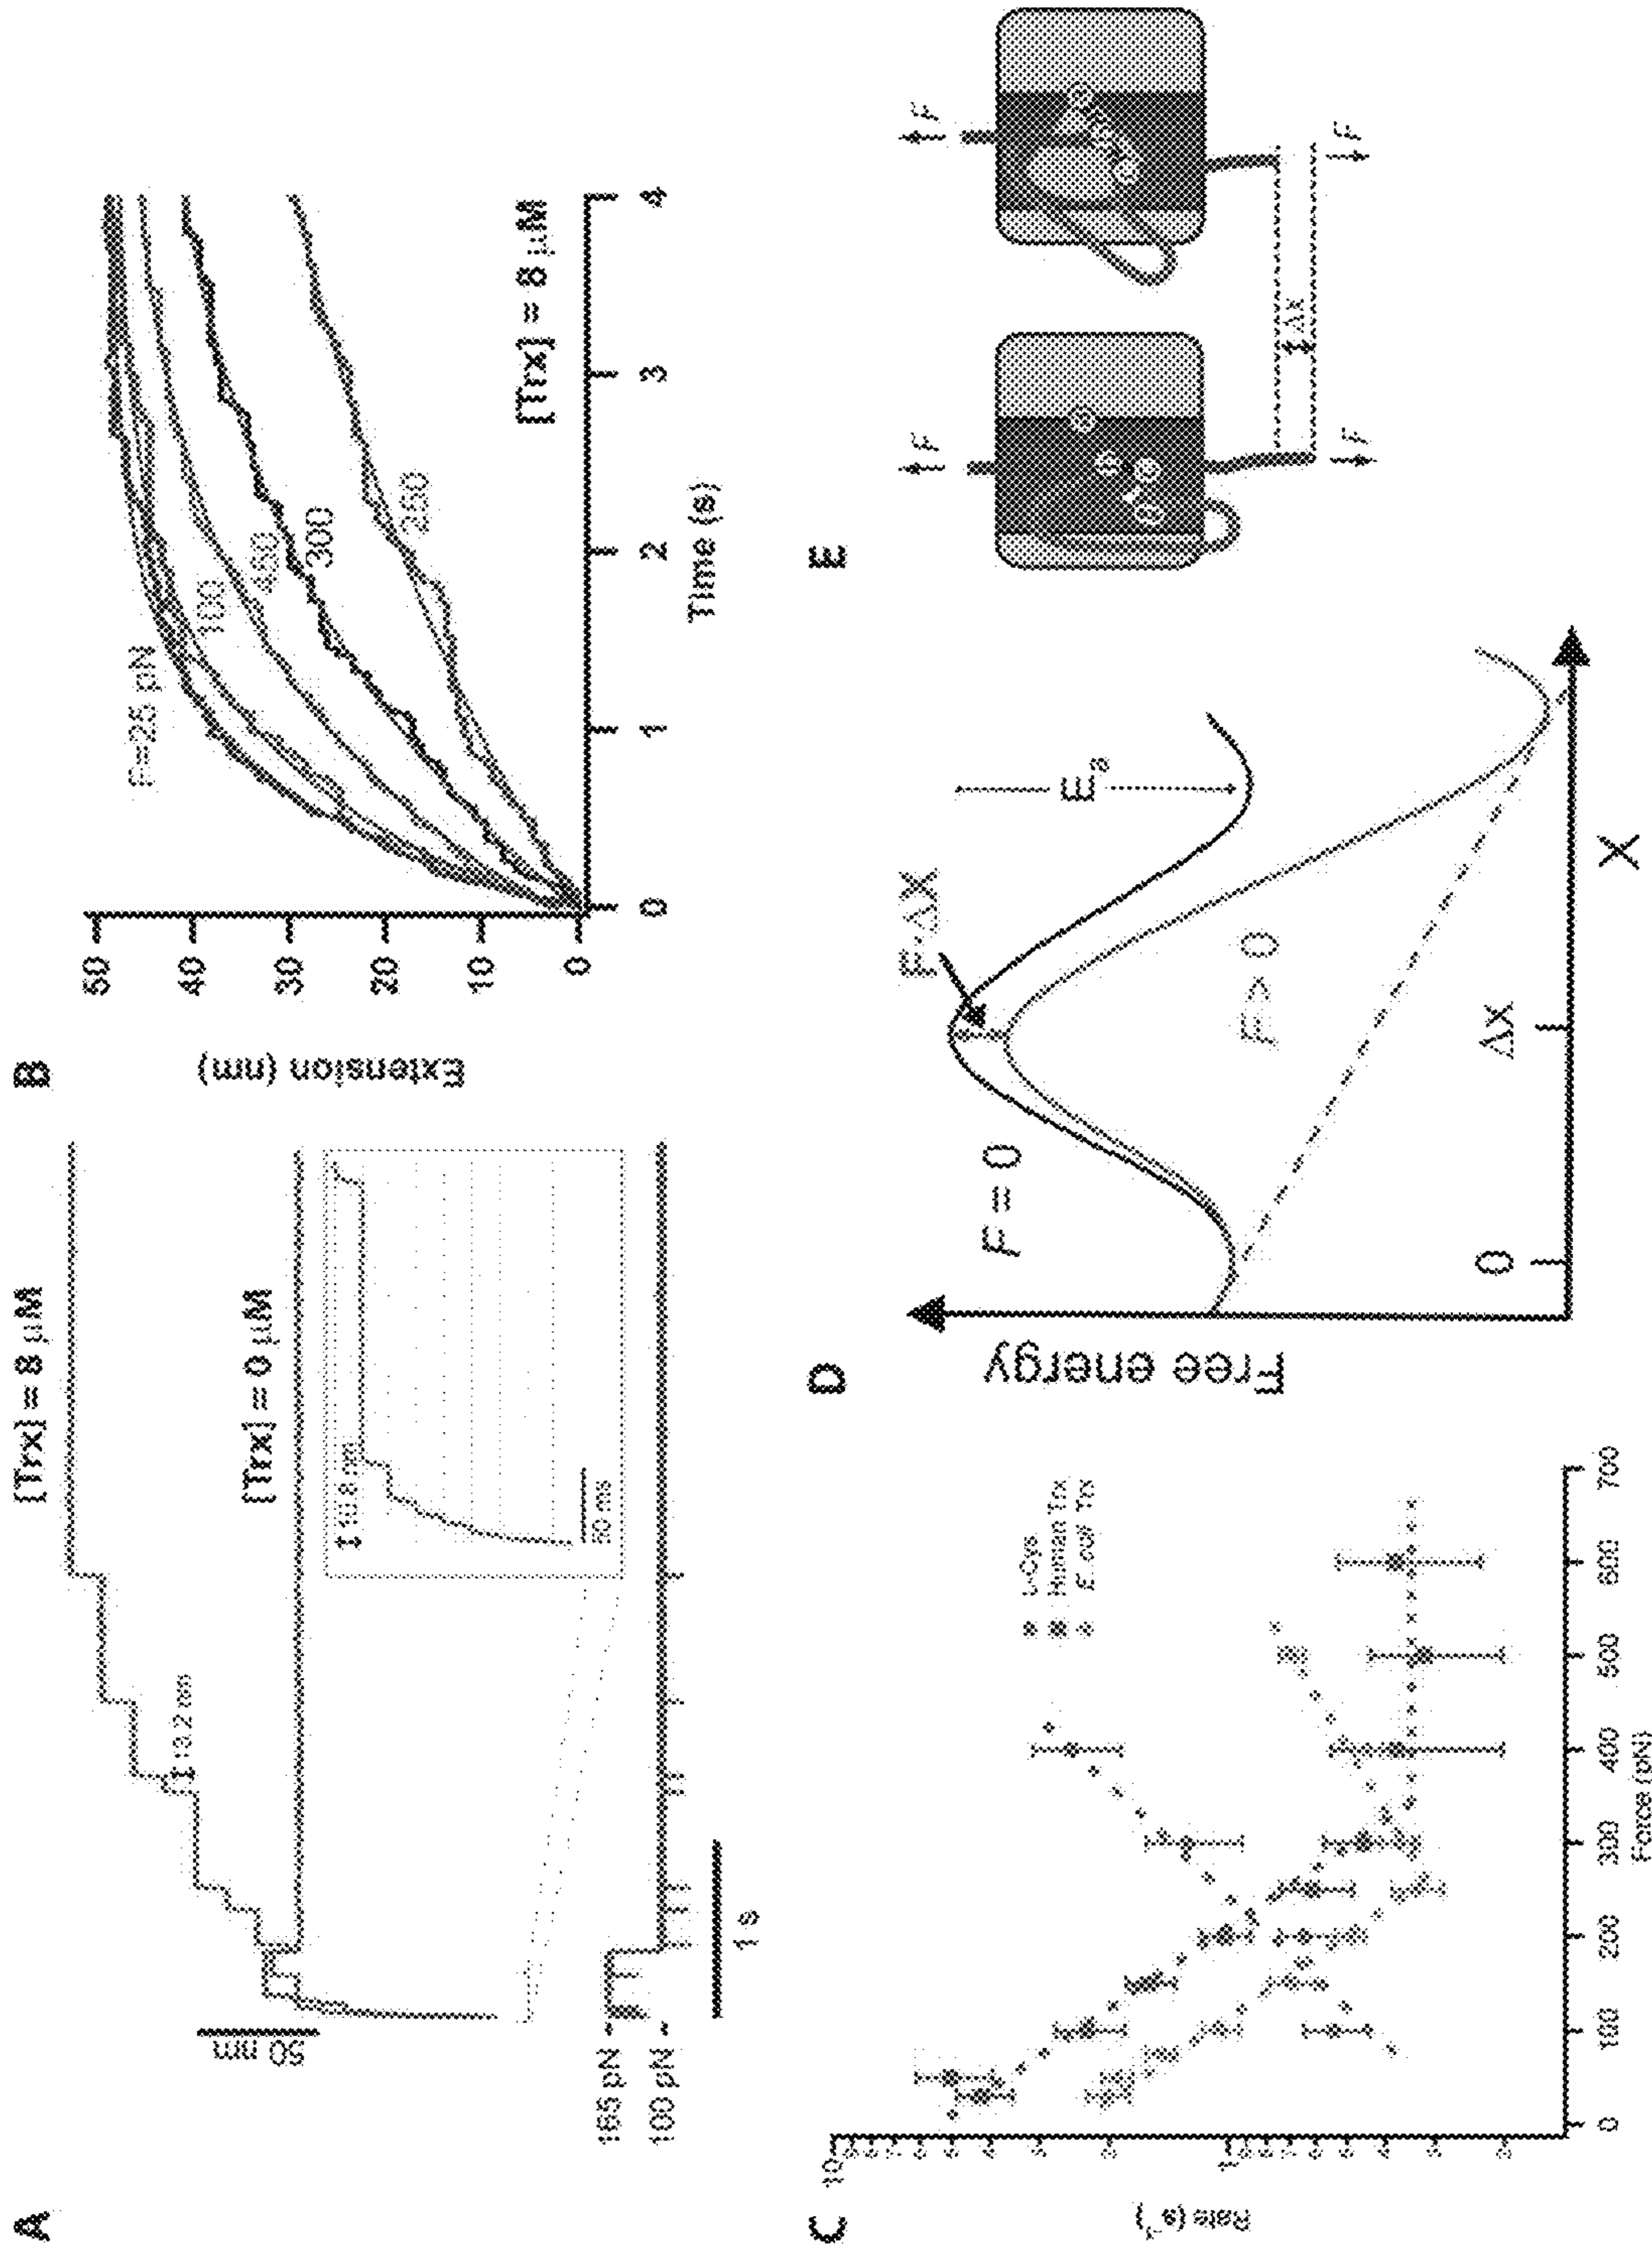 A
[Trx] = 8 μM
13.2 nm
[Trx] = 0 μM
10.8 nm
50 ms
50 nm
165 pN
100 pN
1 s
B
Extension (nm)
50
40
30
20
10
0
F=25 pN
100
450
300
250
[Trx] = 8 μM
0
1
2
3
4
Time (s)
C
Rate (s⁻¹)
10
1
L-Cys
Human Trx
E. coli Trx
0
100
200
300
400
500
600
700
Force (pN)
D
Free energy
F = 0
F·Δx
F > 0
Eₐ
0
Δx
X
E
F
F
F
F
Δx